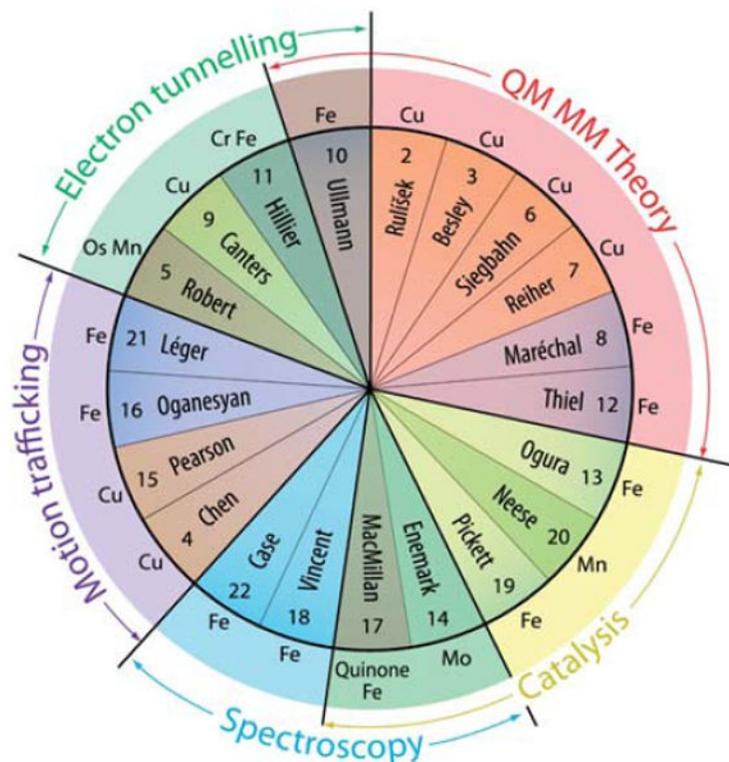 Electron tunnelling
QM MM Theory
Catalysis
Spectroscopy
Motion trafficking
Fe
10
Ullmann
Cu
2
Rulíšek
Cu
3
Besley
Cu
6
Siegbahn
Cu
7
Reiher
Fe
8
Maréchal
Fe
12
Thiel
Fe
13
Ogura
Mn
20
Neese
Fe
19
Pickett
Mo
14
Enemark
Quinone
Fe
17
MacMillan
Fe
18
Vincent
Fe
22
Case
Cu
4
Chen
Cu
15
Pearson
Fe
16
Oganesyan
Fe
21
Léger
Os Mn
5
Robert
Cu
9
Canters
Cr Fe
11
Hillier